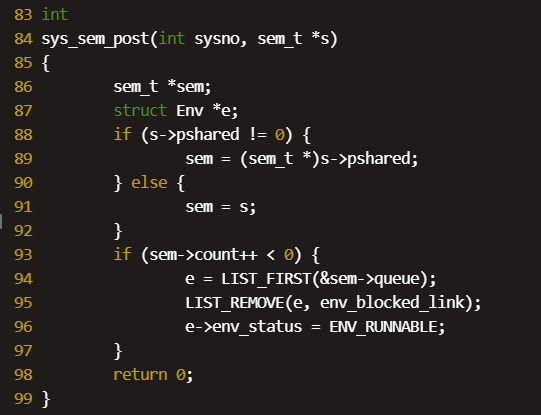 83 int
84 sys_sem_post(int sysno, sem_t *s)
85 {
86         sem_t *sem;
87         struct Env *e;
88         if (s->pshared != 0) {
89                 sem = (sem_t *)s->pshared;
90         } else {
91                 sem = s;
92         }
93         if (sem->count++ < 0) {
94                 e = LIST_FIRST(&sem->queue);
95                 LIST_REMOVE(e, env_blocked_link);
96                 e->env_status = ENV_RUNNABLE;
97         }
98         return 0;
99 }